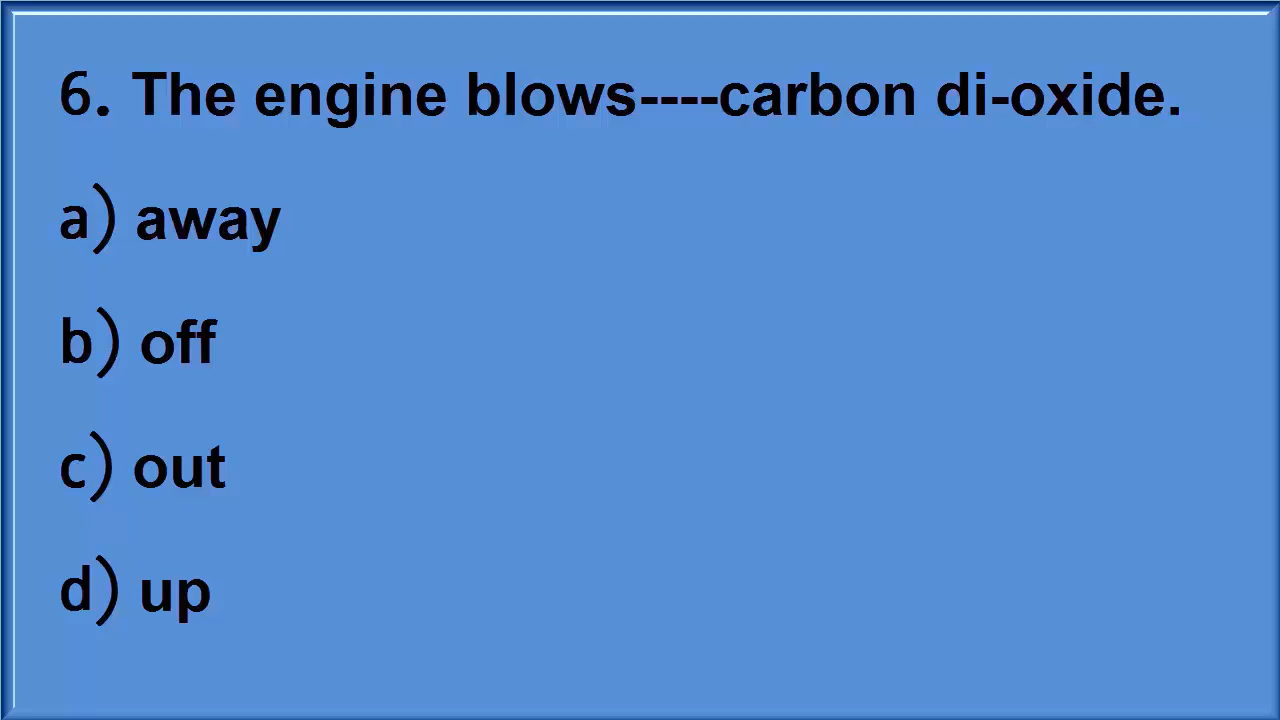 6. The engine blows----carbon di-oxide.
a) away
b) off
c) out
d) up